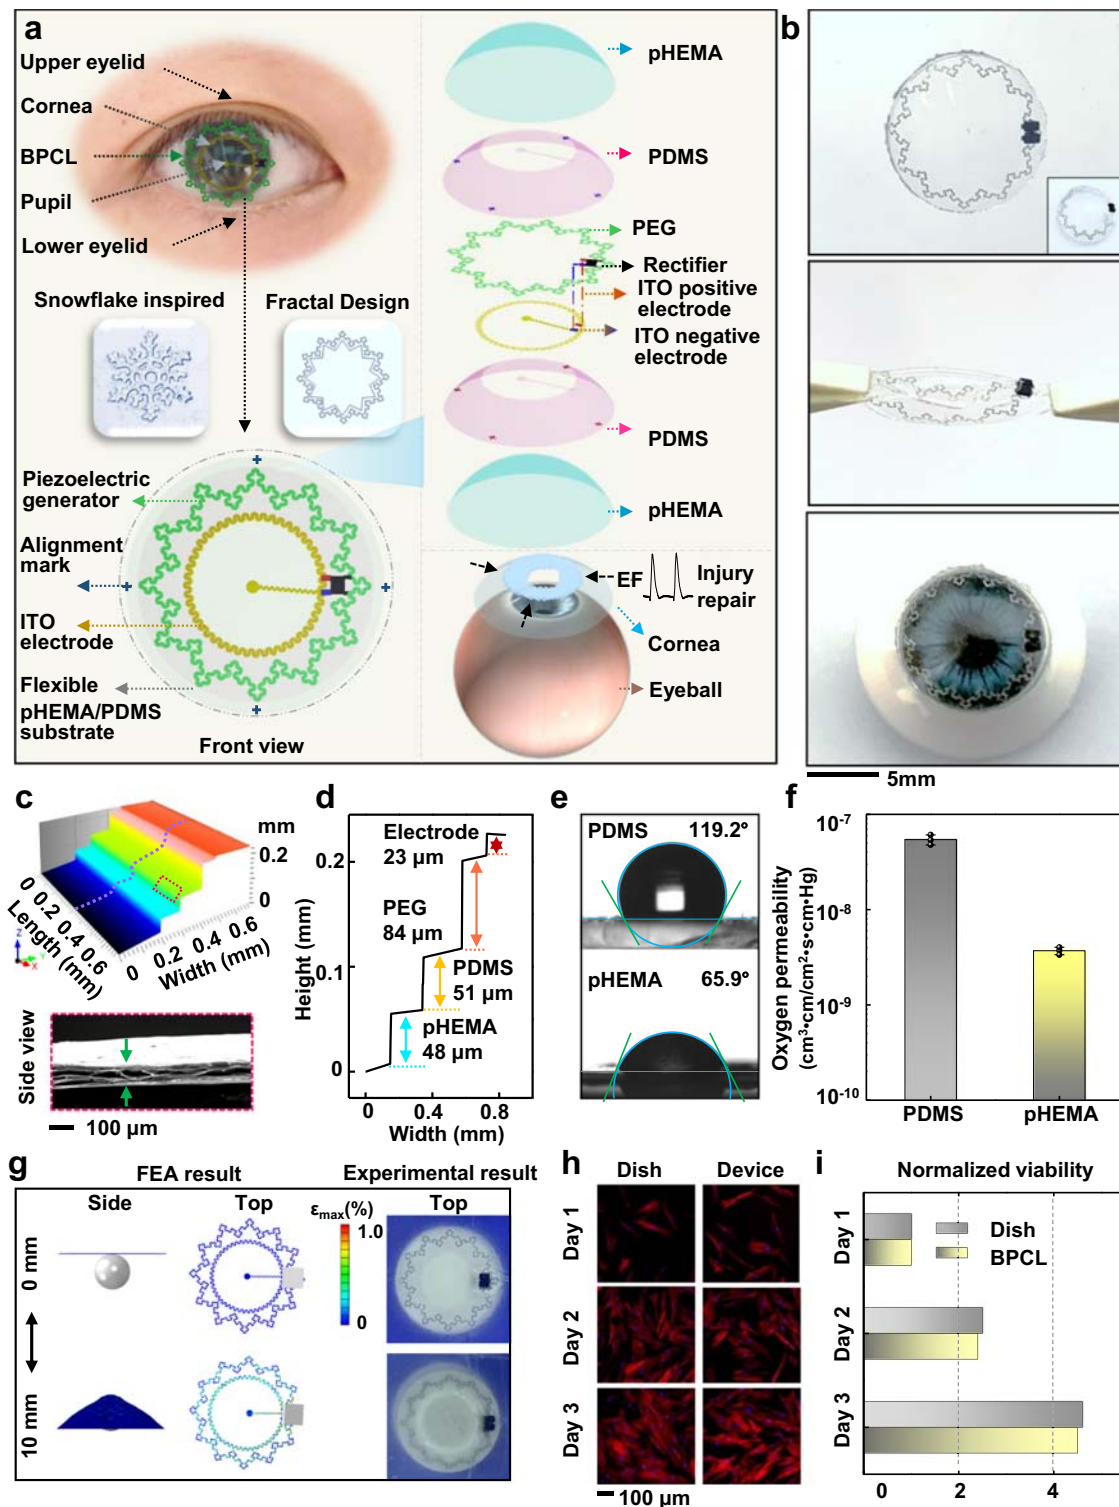 a
Upper eyelid
Cornea
BPCL
Pupil
Lower eyelid
Snowflake inspired
Fractal Design
Piezoelectric
generator
Alignment
mark
ITO
electrode
Flexible
pHEMA/PDMS
substrate
Front view
pHEMA
PDMS
PEG
Rectifier
ITO positive
electrode
ITO negative
electrode
PDMS
pHEMA
EF
Injury
repair
Cornea
Eyeball
b
5mm
c
mm
0.2
0
0 0.2 0.4 0.6
Length (mm)
0 0.2 0.4 0.6
Width (mm)
Z
Y
X
Side view
100 µm
d
Height (mm)
0.2
0.1
0
Electrode
23 µm
PEG
84 µm
PDMS
51 µm
pHEMA
48 µm
0 0.4 0.8
Width (mm)
e
PDMS 119.2°
pHEMA 65.9°
f
Oxygen permeability
(cm³•cm/cm²•s•cm•Hg)
10⁻⁷
10⁻⁸
10⁻⁹
10⁻¹⁰
PDMS pHEMA
g
FEA result
Experimental result
Side Top Top
εmax(%)
1.0
0
0 mm
10 mm
h
Dish Device
Day 1
Day 2
Day 3
100 µm
i
Normalized viability
Day 1
Day 2
Day 3
Dish
BPCL
0 2 4